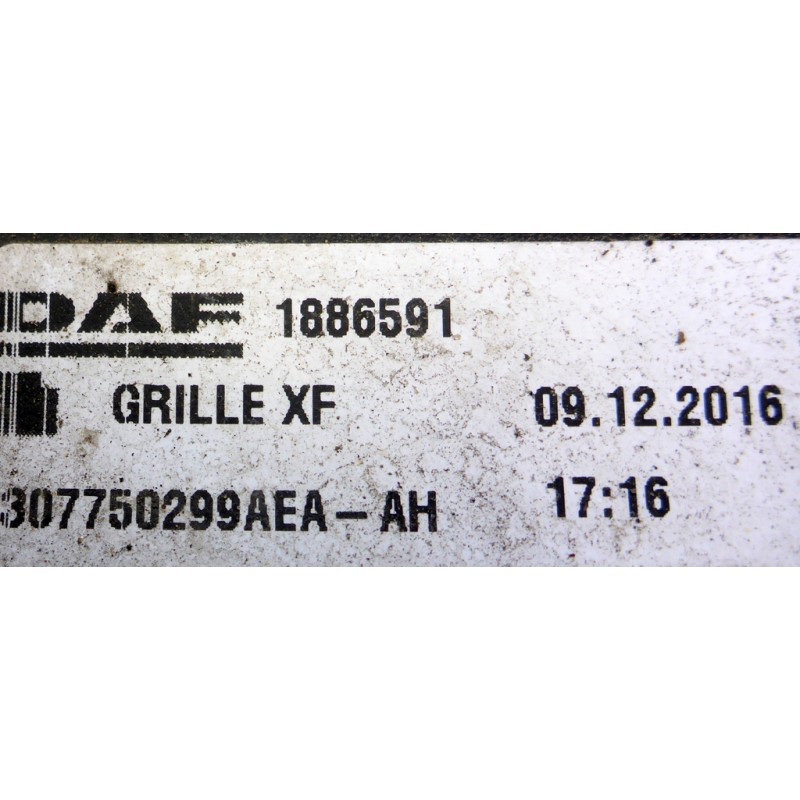 DAF 1886591
GRILLE XF 09.12.2016
307750299AEA-AH 17:16